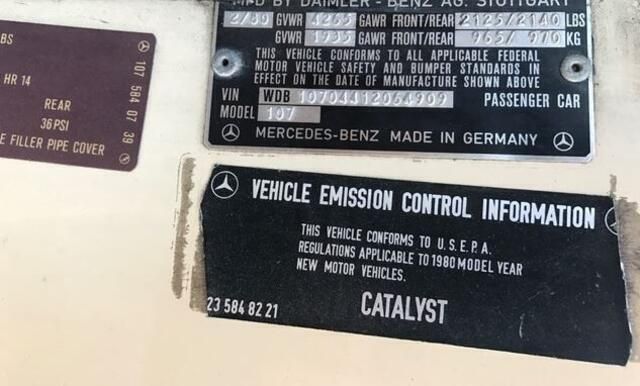 MFD BY DAIMLER-BENZ AG. STUTTGART
2/80 GVWR 4265 GAWR FRONT/REAR 2125/2140 LBS
GVWR 1935 GAWR FRONT/REAR 965/970 KG
THIS VEHICLE CONFORMS TO ALL APPLICABLE FEDERAL
MOTOR VEHICLE SAFETY AND BUMPER STANDARDS IN
EFFECT ON THE DATE OF MANUFACTURE SHOWN ABOVE
VIN WDB 10704412064909 PASSENGER CAR
MODEL 107
MERCEDES-BENZ MADE IN GERMANY
BS
HR 14
REAR
36PSI
E FILLER PIPE COVER
107 584 07 39
VEHICLE EMISSION CONTROL INFORMATION
THIS VEHICLE CONFORMS TO U.S.E.P.A.
REGULATIONS APPLICABLE TO 1980 MODEL YEAR
NEW MOTOR VEHICLES.
23 584 82 21
CATALYST